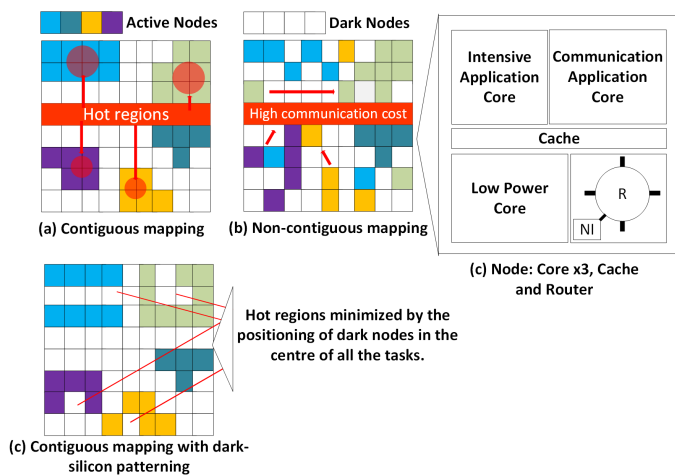 Active Nodes
Dark Nodes
Hot regions
High communication cost
(a) Contiguous mapping
(b) Non-contiguous mapping
Intensive
Application
Core
Communication
Application
Core
Cache
Low Power
Core
R
NI
(c) Node: Core x3, Cache
and Router
Hot regions minimized by the
positioning of dark nodes in the
centre of all the tasks.
(c) Contiguous mapping with dark-
silicon patterning